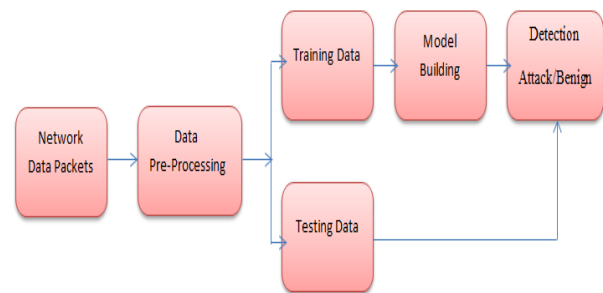 Network
Data Packets
Data
Pre-Processing
Training Data
Model
Building
Detection
Attack/Benign
Testing Data